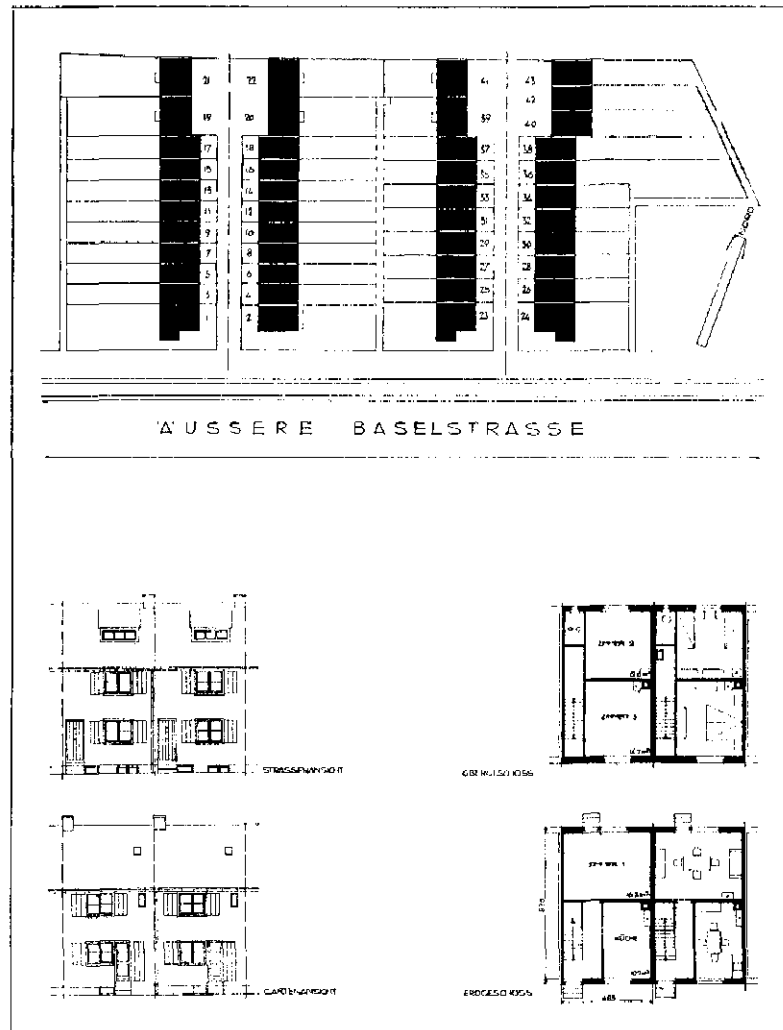 21 22 41 43
42
19 20 39 40
17 18 37 38
15 16 35 36
13 14 33 34
11 12 31 32
9 10 29 30
7 8 27 28
5 6 25 26
3 4 23 24
1 2
NORD
ÄUSSERE BASELSTRASSE
ZIMMER
ZIMMER 3
STRASSENANSICHT
OBERGESCHOSS
ZIMMER 1
KÜCHE
GARTENANSICHT
ERDGESCHOSS